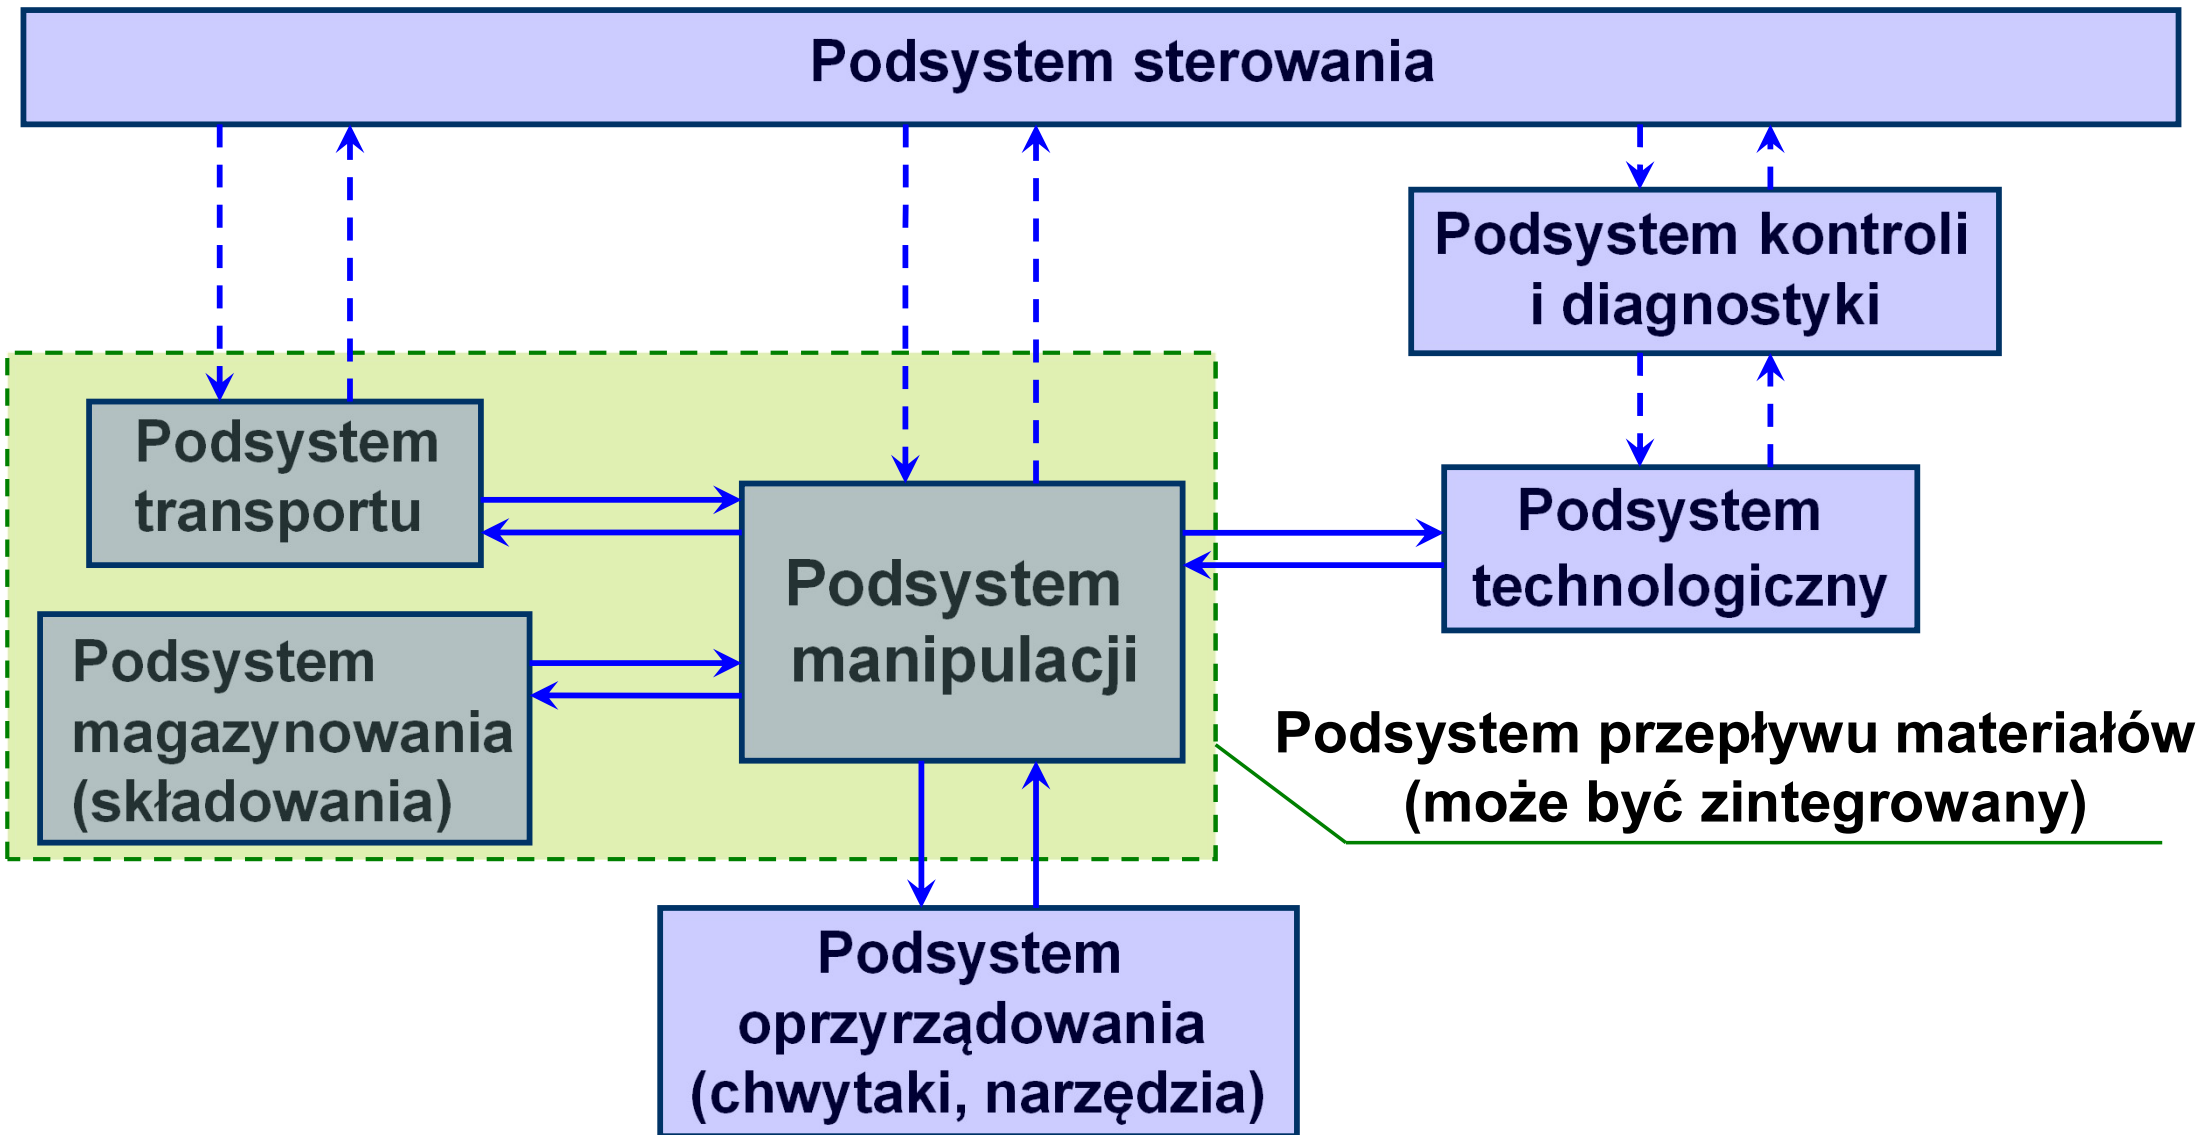 Podsystem sterowania
Podsystem kontroli
i diagnostyki
Podsystem
transportu
Podsystem
manipulacji
Podsystem
technologiczny
Podsystem
magazynowania
(składowania)
Podsystem przepływu materiałów
(może być zintegrowany)
Podsystem
oprzyrządowania
(chwytaki, narzędzia)